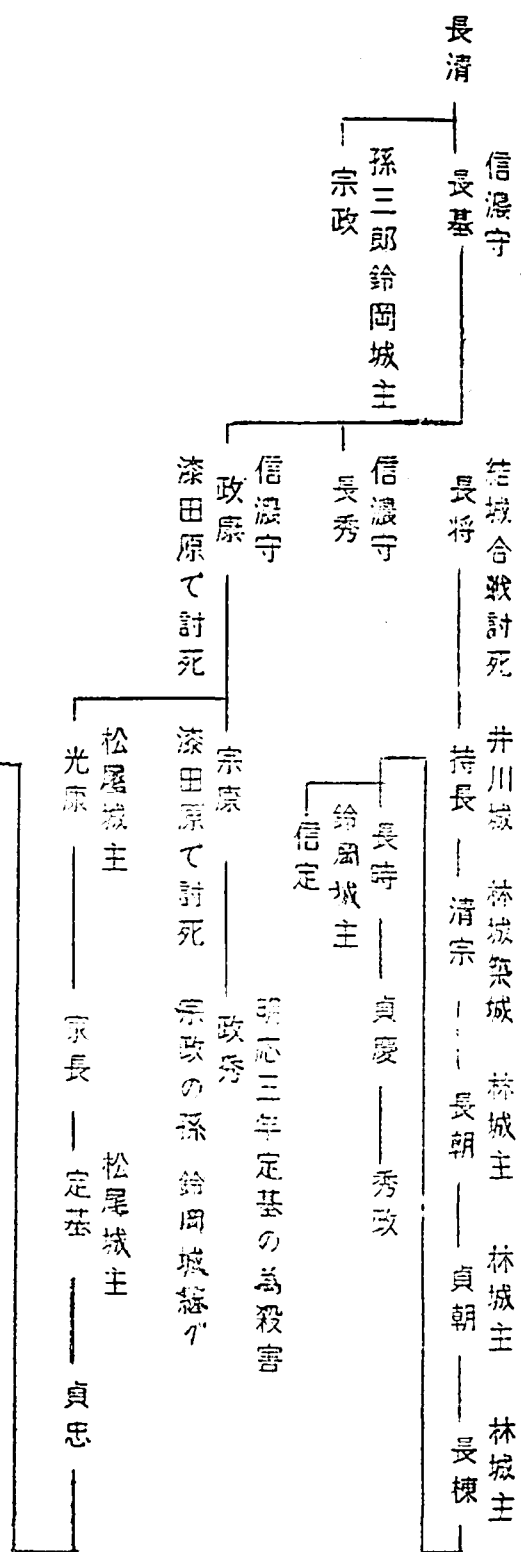 長清
信濃守
長基
孫三郎鈴岡城主
宗政
結城合戦討死
長将
井川城
持長
林城築城
清宗
林城主
長朝
林城主
貞朝
林城主
長棟
長時
貞慶
秀政
鈴岡城主
信定
信濃守
長秀
信濃守
政康
漆田原で討死
宗康
漆田原で討死
明応三年定基の為殺害
政秀
宗政の孫 鈴岡城継グ
松尾城主
光康
家長
松尾城主
定基
貞忠